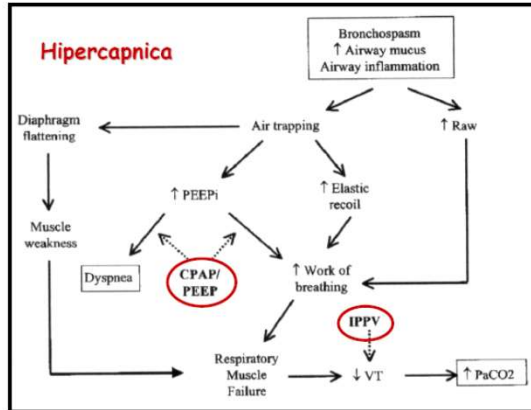 Hipercapnica
Bronchospasm
↑ Airway mucus
Airway inflammation
Diaphragm
flattening
Air trapping
↑ Raw
↑ PEEPi
↑ Elastic
recoil
Muscle
weakness
Dyspnea
CPAP/
PEEP
↑ Work of
breathing
IPPV
Respiratory
Muscle
Failure
↓ VT
↑ PaCO2